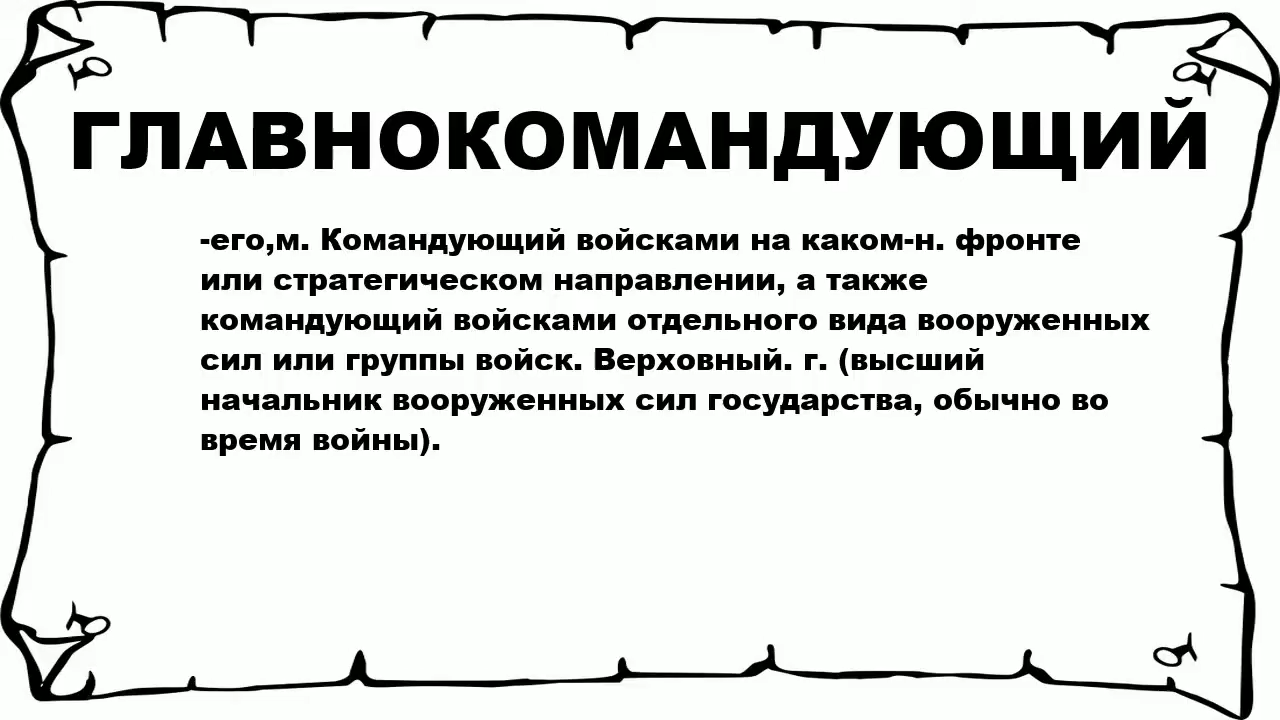 ГЛАВНОКОМАНДУЮЩИЙ
-его,м. Командующий войсками на каком-н. фронте
или стратегическом направлении, а также
командующий войсками отдельного вида вооруженных
сил или группы войск. Верховный. г. (высший
начальник вооруженных сил государства, обычно во
время войны).